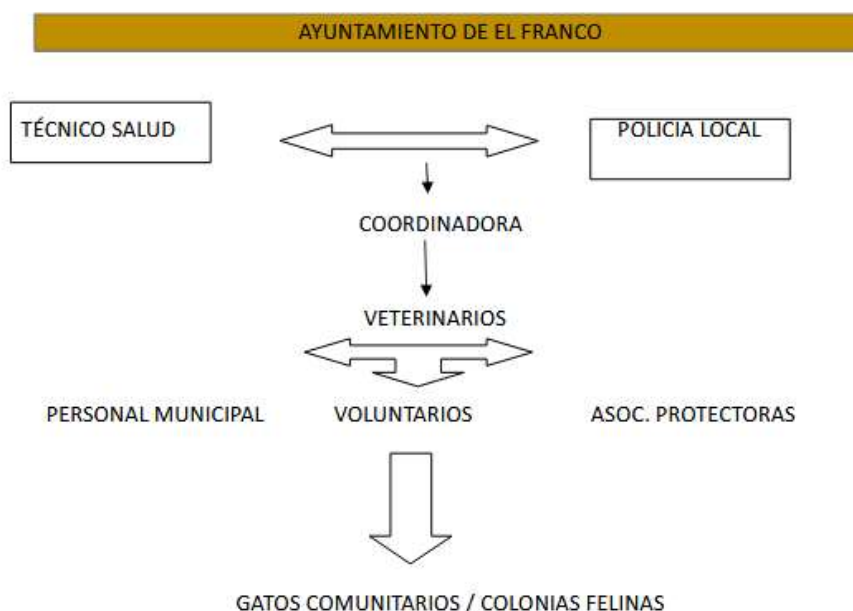 AYUNTAMIENTO DE EL FRANCO
TÉCNICO SALUD
POLICIA LOCAL
COORDINADORA
VETERINARIOS
PERSONAL MUNICIPAL
VOLUNTARIOS
ASOC. PROTECTORAS
GATOS COMUNITARIOS / COLONIAS FELINAS